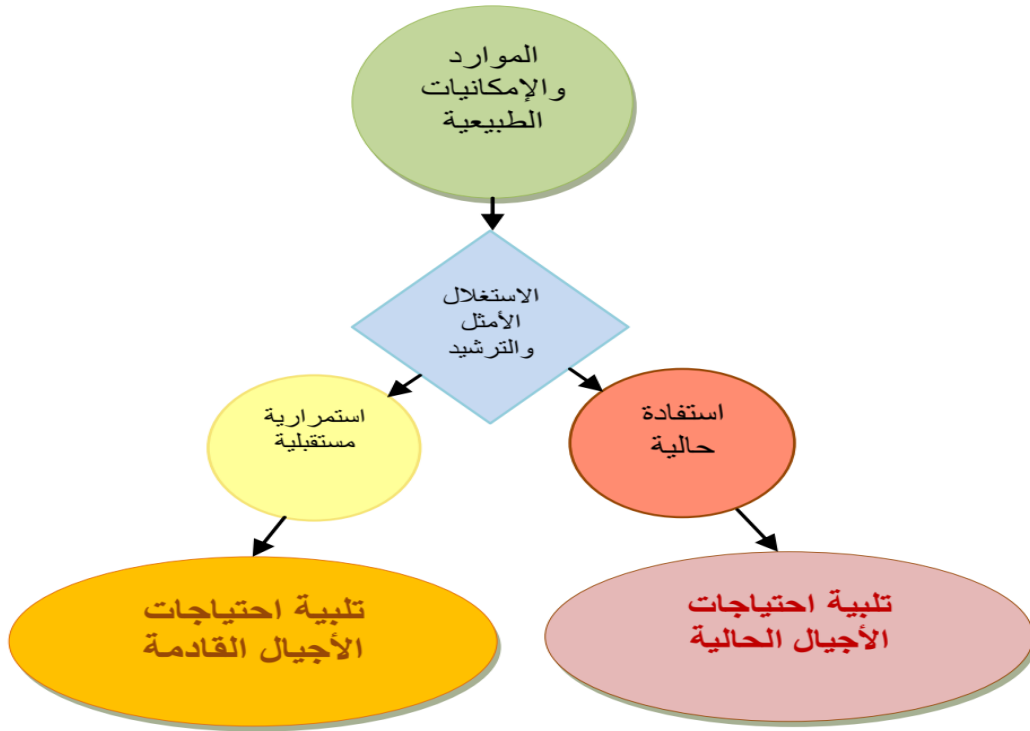 الموارد
والإمكانيات
الطبيعية
الاستغلال
الأمثل
والترشيد
استفادة
حالية
استمرارية
مستقبلية
تلبية احتياجات
الأجيال الحالية
تلبية احتياجات
الأجيال القادمة